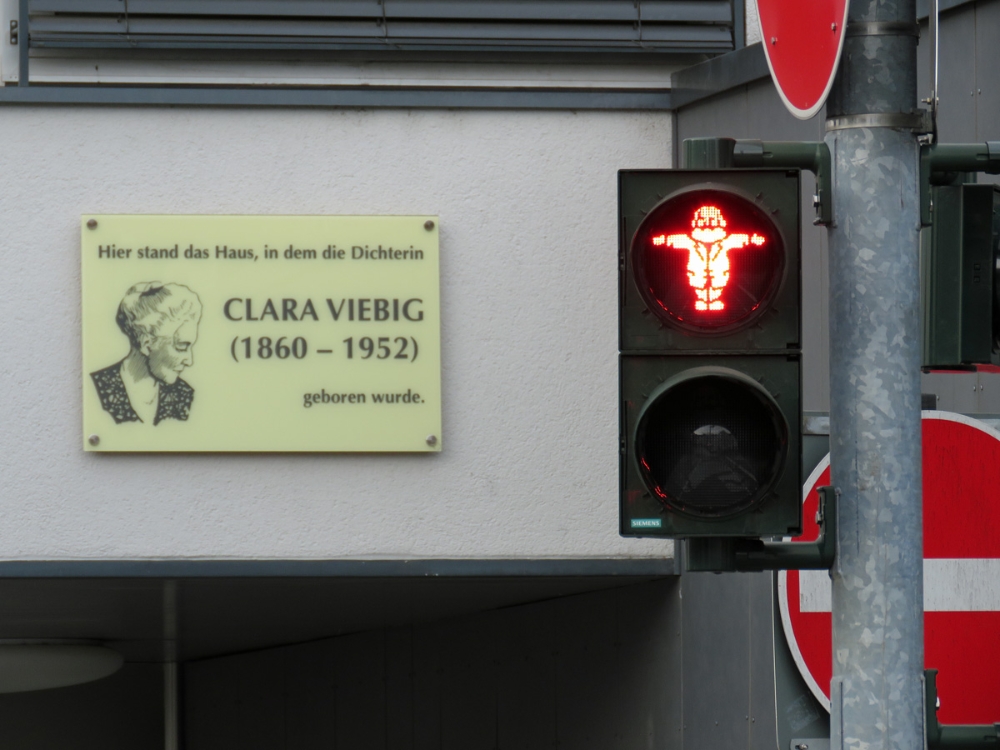 Hier stand das Haus, in dem die Dichterin
CLARA VIEBIG
(1860 – 1952)
geboren wurde.
SIEMENS